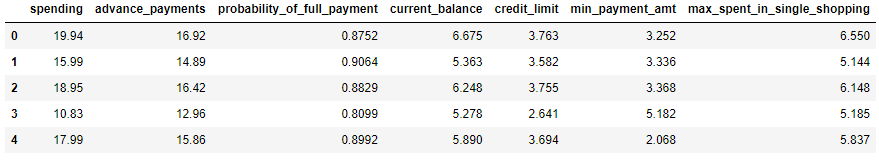 spending advance_payments probability_of_full_payment current_balance credit_limit min_payment_amt max_spent_in_single_shopping
0 19.94 16.92 0.8752 6.675 3.763 3.252 6.550
1 15.99 14.89 0.9064 5.363 3.582 3.336 5.144
2 18.95 16.42 0.8829 6.248 3.755 3.368 6.148
3 10.83 12.96 0.8099 5.278 2.641 5.182 5.185
4 17.99 15.86 0.8992 5.890 3.694 2.068 5.837